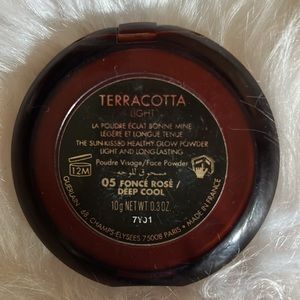 TERRACOTTA
LIGHT
LA POUDRE ÉCLAT BONNE MINE
LÉGÈRE ET LONGUE TENUE
THE SUN-KISSED HEALTHY GLOW POWDER
LIGHT AND LONG-LASTING
Poudre Visage/Face Powder
مسحوق للوجه
12M
05 FONCÉ ROSÉ /
DEEP COOL
10g NET WT 0.3 OZ.
GUERLAIN 68, CHAMPS-ELYSEES 75008 PARIS • MADE IN FRANCE